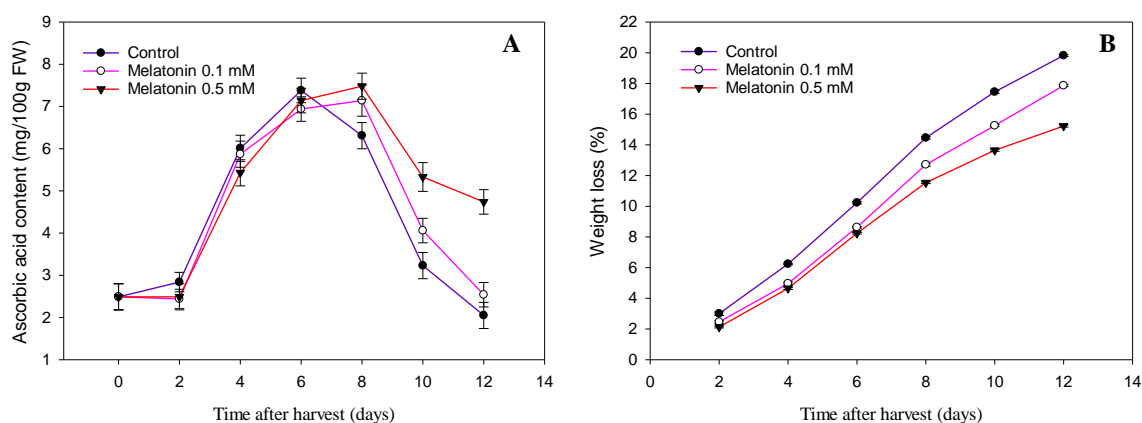 A
Control
Melatonin 0.1 mM
Melatonin 0.5 mM
Ascorbic acid content (mg/100g FW)
9
8
7
6
5
4
3
2
1
0 2 4 6 8 10 12 14
Time after harvest (days)
B
Control
Melatonin 0.1 mM
Melatonin 0.5 mM
Weight loss (%)
22
20
18
16
14
12
10
8
6
4
2
0
0 2 4 6 8 10 12 14
Time after harvest (days)